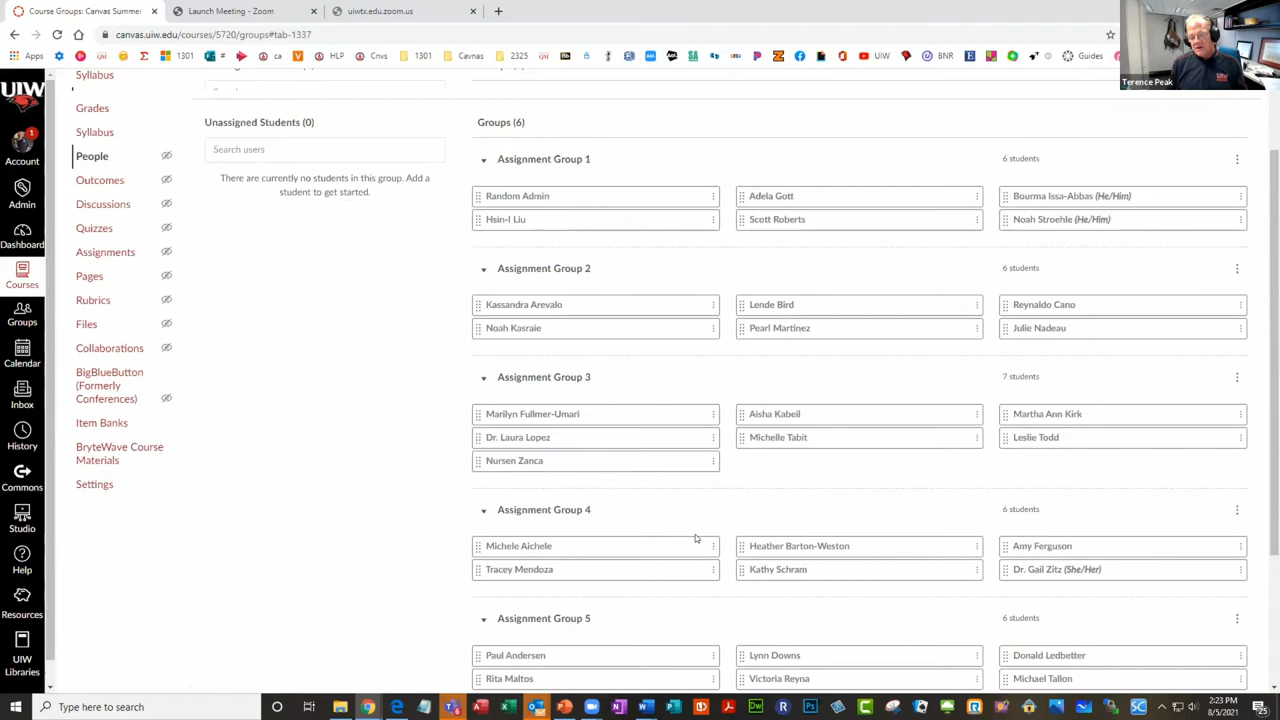 Course Groups: Canvas Summer
Launch Meeting - Zoom
uiwtx.edu.zoom.us
canvas.uiw.edu/courses/5720/groups#tab-1337
Apps
1301
HLP
Cnvs
1301
Cavnas
2325
UIW
BNR
Guides
Terence Peak
UIW
Account
1
Admin
Dashboard
Courses
Groups
Calendar
Inbox
History
Commons
Studio
Help
Resources
UIW
Libraries
Syllabus
Grades
Syllabus
People
Outcomes
Discussions
Quizzes
Assignments
Pages
Rubrics
Files
Collaborations
BigBlueButton
(Formerly
Conferences)
Item Banks
BryteWave Course
Materials
Settings
Unassigned Students (0)
Search users
There are currently no students in this group. Add a
student to get started.
Groups (6)
Assignment Group 1 6 students
Random Admin Adela Gott Bourma Issa-Abbas (He/Him)
Hsin-I Liu Scott Roberts Noah Stroehle (He/Him)
Assignment Group 2 6 students
Kassandra Arevalo Lende Bird Reynaldo Cano
Noah Kasraie Pearl Martinez Julie Nadeau
Assignment Group 3 7 students
Marilyn Fullmer-Umari Aisha Kabeil Martha Ann Kirk
Dr. Laura Lopez Michelle Tabit Leslie Todd
Nursen Zanca
Assignment Group 4 6 students
Michele Aichele Heather Barton-Weston Amy Ferguson
Tracey Mendoza Kathy Schram Dr. Gail Zitz (She/Her)
Assignment Group 5 6 students
Paul Andersen Lynn Downs Donald Ledbetter
Rita Maltos Victoria Reyna Michael Tallon
Type here to search
2:23 PM
8/5/2021